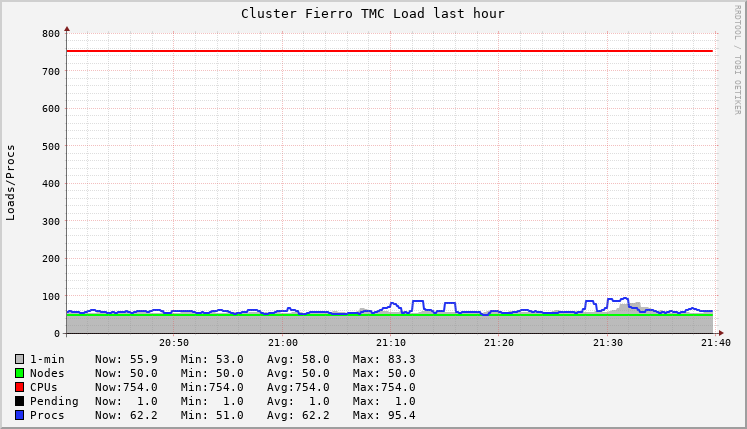 Cluster Fierro TMC Load last hour
RRDTOOL / TOBI OETIKER
Loads/Procs
800
700
600
500
400
300
200
100
0
20:50 21:00 21:10 21:20 21:30 21:40
1-min Now: 55.9 Min: 53.0 Avg: 58.0 Max: 83.3
Nodes Now: 50.0 Min: 50.0 Avg: 50.0 Max: 50.0
CPUs Now:754.0 Min:754.0 Avg:754.0 Max:754.0
Pending Now: 1.0 Min: 1.0 Avg: 1.0 Max: 1.0
Procs Now: 62.2 Min: 51.0 Avg: 62.2 Max: 95.4